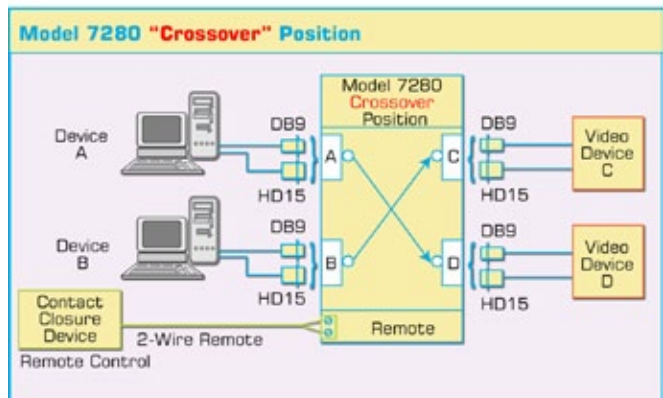 Model 7280 "Crossover" Position
Model 7280
Crossover
Position
Device
A
DB9
HD15
A
C
DB9
HD15
Video
Device
C
Device
B
DB9
HD15
B
D
DB9
HD15
Video
Device
D
Contact
Closure
Device
2-Wire Remote
Remote
Remote Control